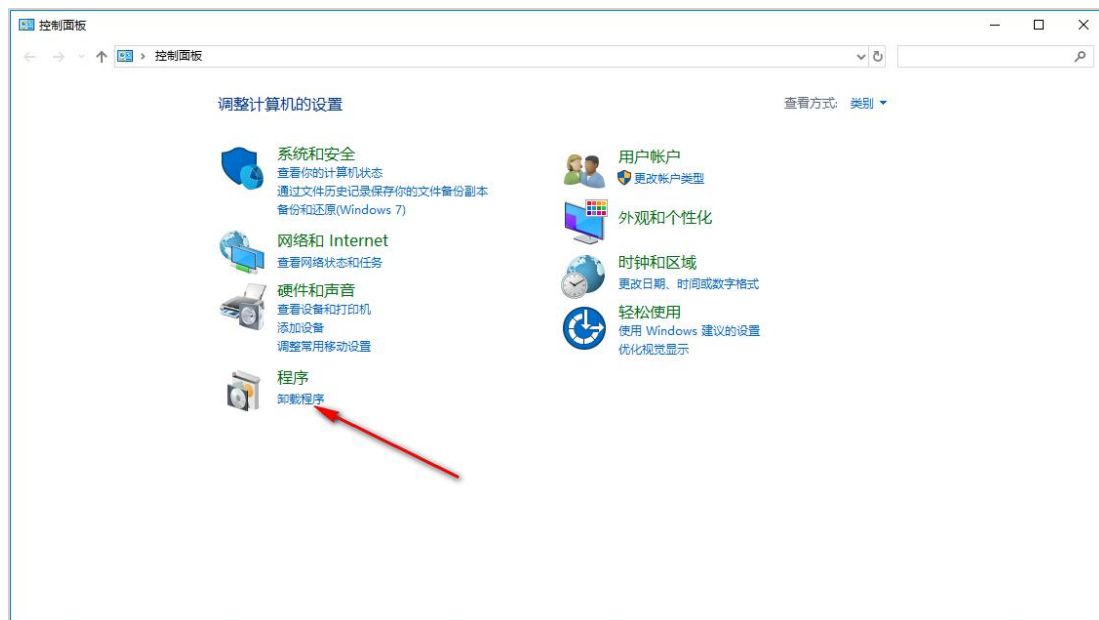 控制面板
控制面板
调整计算机的设置
查看方式: 类别
系统和安全
查看你的计算机状态
通过文件历史记录保存你的文件备份副本
备份和还原(Windows 7)
网络和 Internet
查看网络状态和任务
硬件和声音
查看设备和打印机
添加设备
调整常用移动设置
程序
卸载程序
用户帐户
更改帐户类型
外观和个性化
时钟和区域
更改日期、时间或数字格式
轻松使用
使用 Windows 建议的设置
优化视觉显示